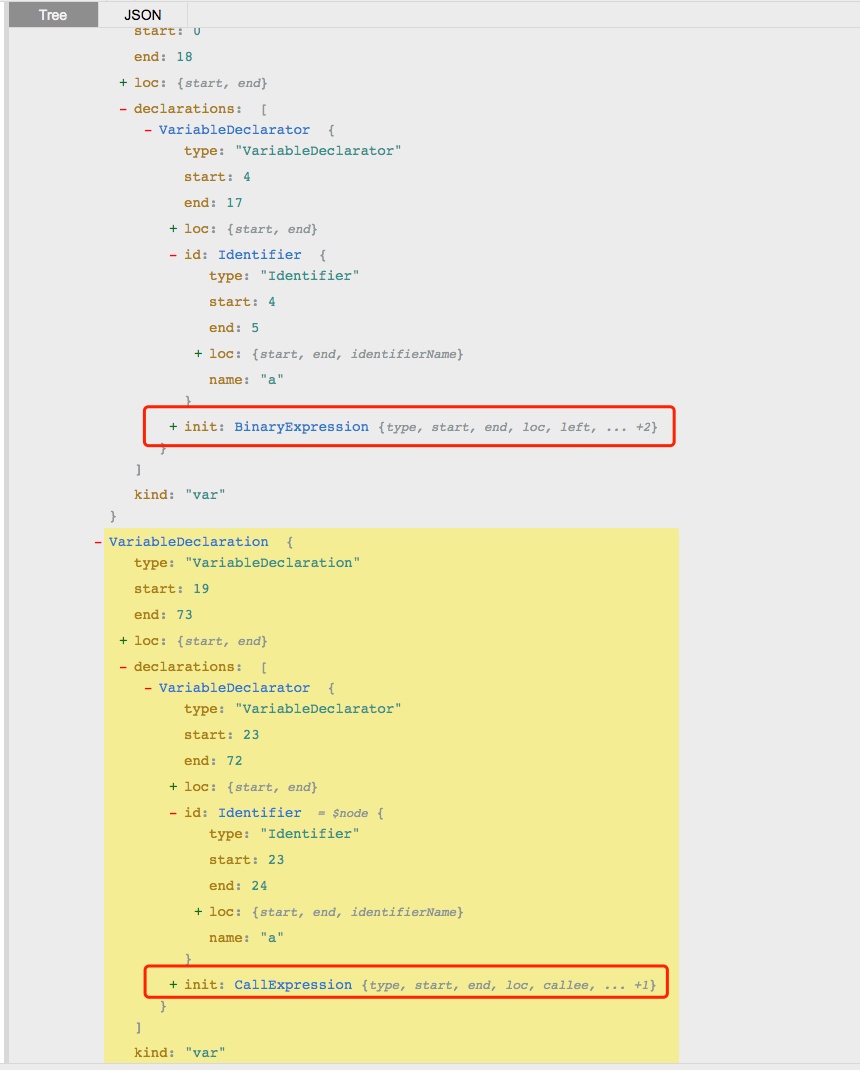 Tree JSON
start: 0
end: 18
+ loc: {start, end}
- declarations: [
- VariableDeclarator {
type: "VariableDeclarator"
start: 4
end: 17
+ loc: {start, end}
- id: Identifier {
type: "Identifier"
start: 4
end: 5
+ loc: {start, end, identifierName}
name: "a"
}
+ init: BinaryExpression {type, start, end, loc, left, ... +2}
}
]
kind: "var"
}
- VariableDeclaration {
type: "VariableDeclaration"
start: 19
end: 73
+ loc: {start, end}
- declarations: [
- VariableDeclarator {
type: "VariableDeclarator"
start: 23
end: 72
+ loc: {start, end}
- id: Identifier = $node {
type: "Identifier"
start: 23
end: 24
+ loc: {start, end, identifierName}
name: "a"
}
+ init: CallExpression {type, start, end, loc, callee, ... +1}
}
]
kind: "var"